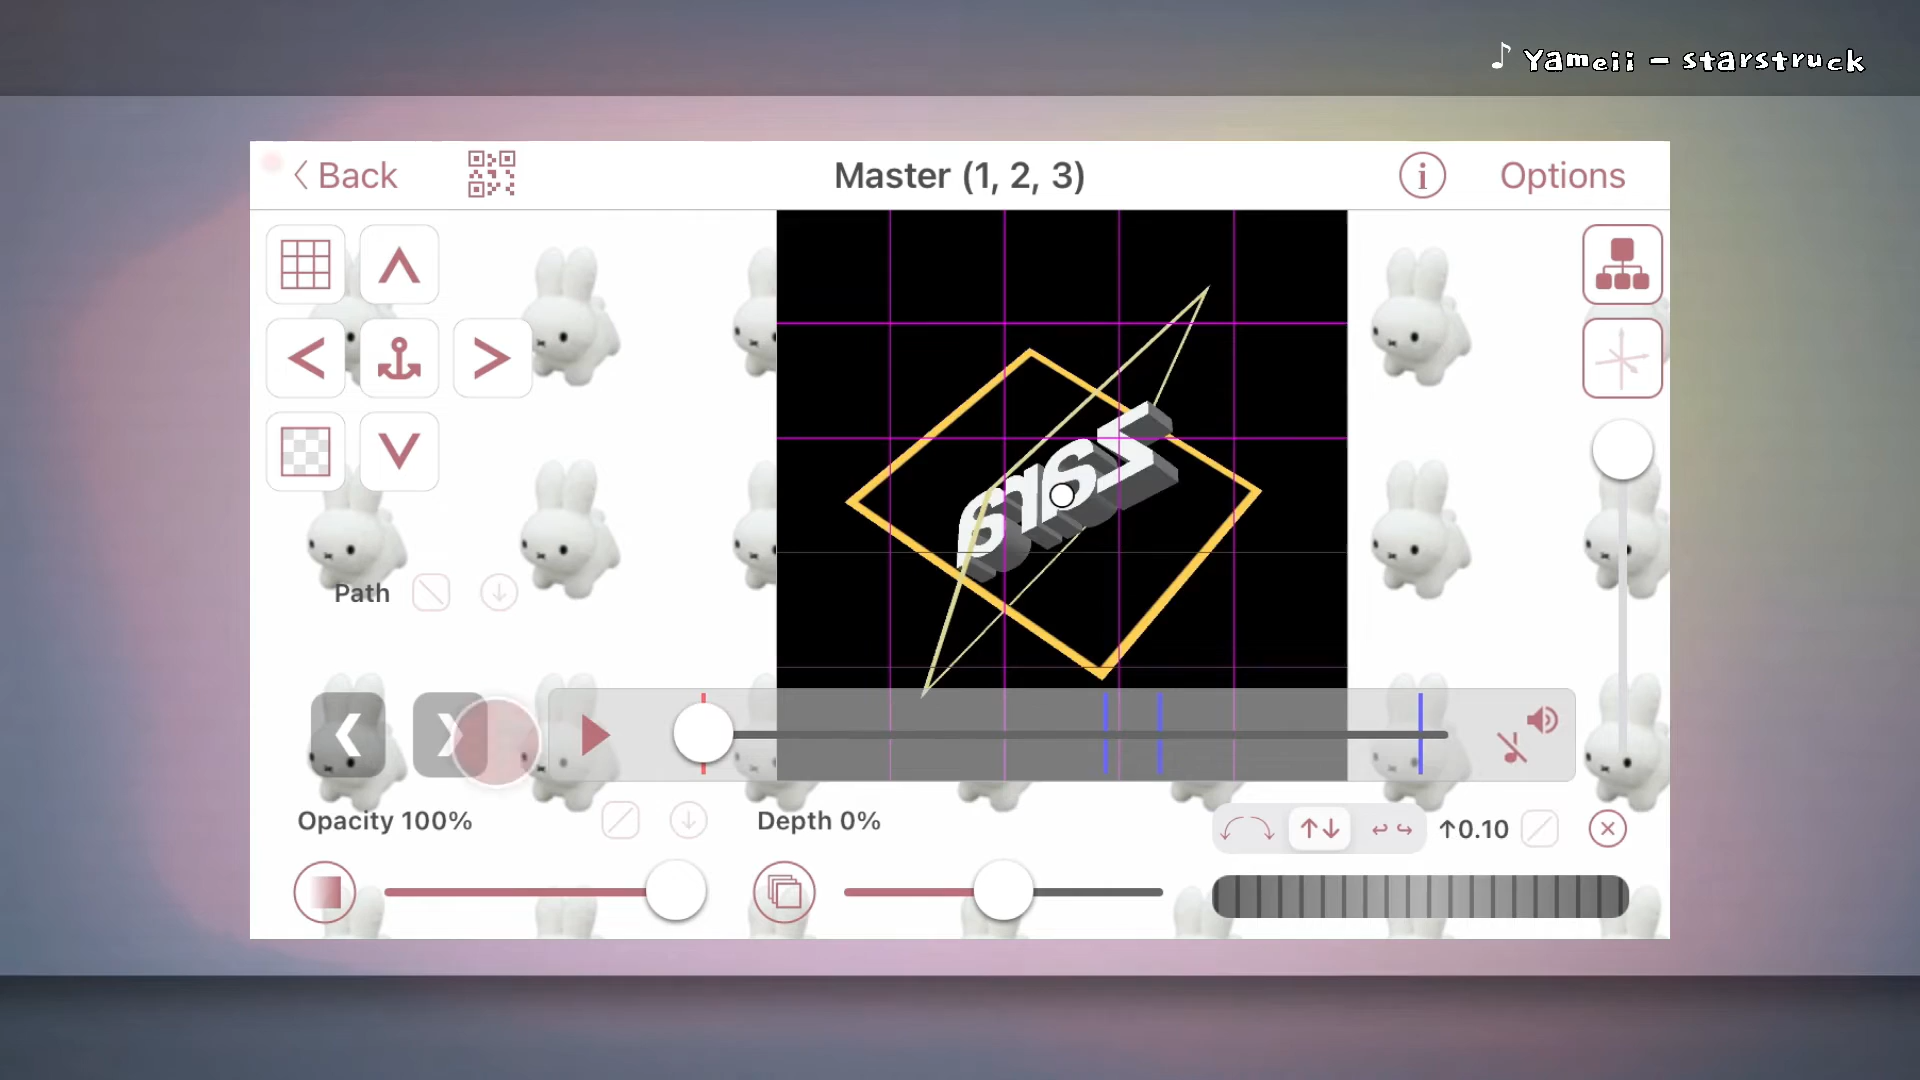 ♪ Yameii - starstruck
Back
Master (1, 2, 3)
Options
Path
Opacity 100%
Depth 0%
↑0.10